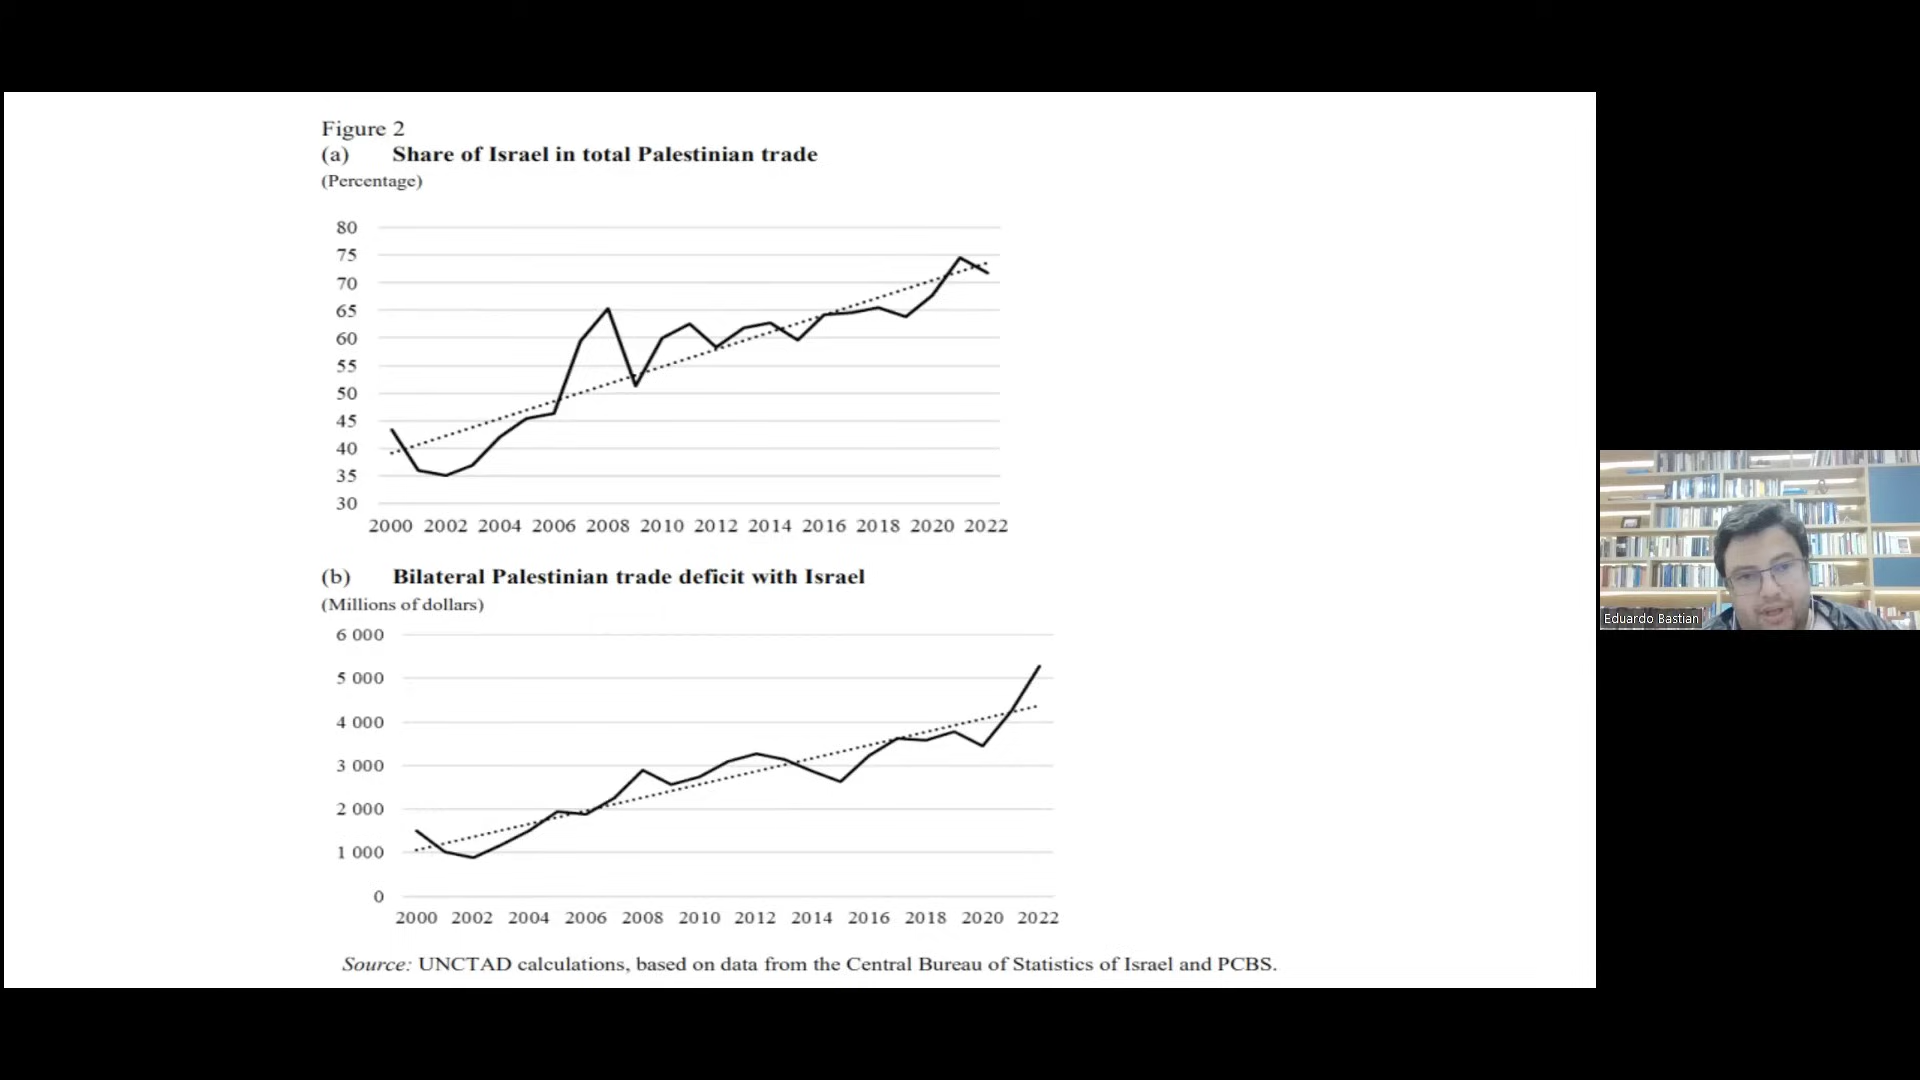 Figure 2
(a) Share of Israel in total Palestinian trade
(Percentage)
80
75
70
65
60
55
50
45
40
35
30
2000 2002 2004 2006 2008 2010 2012 2014 2016 2018 2020 2022
(b) Bilateral Palestinian trade deficit with Israel
(Millions of dollars)
6 000
5 000
4 000
3 000
2 000
1 000
0
2000 2002 2004 2006 2008 2010 2012 2014 2016 2018 2020 2022
Source: UNCTAD calculations, based on data from the Central Bureau of Statistics of Israel and PCBS.
Eduardo Bastian